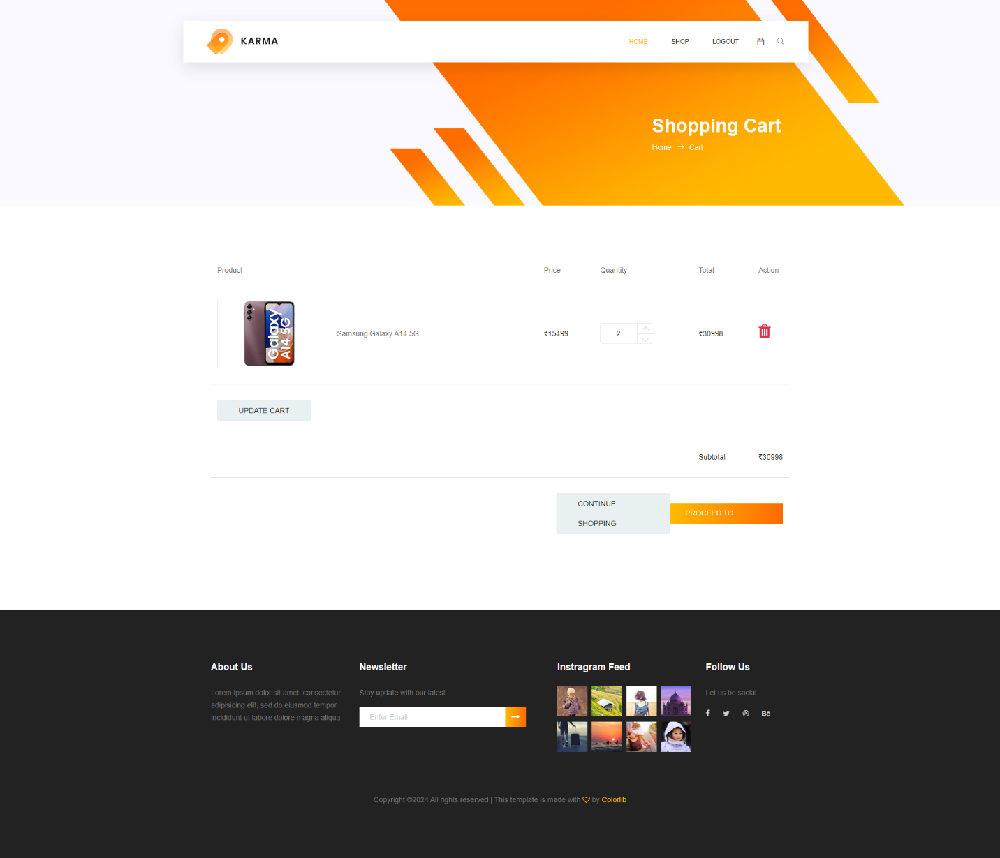 KARMA
HOME
SHOP
LOGOUT
Shopping Cart
Home → Cart
Product
Price
Quantity
Total
Action
Galaxy
A14 5G
Samsung Galaxy A14 5G
₹15499
2
₹30998
UPDATE CART
Subtotal
₹30998
CONTINUE
SHOPPING
PROCEED TO
About Us
Lorem ipsum dolor sit amet, consectetur
adipisicing elit, sed do eiusmod tempor
incididunt ut labore dolore magna aliqua.
Newsletter
Stay update with our latest
Enter Email
Instragram Feed
Follow Us
Let us be social
Copyright ©2024 All rights reserved | This template is made with ♡ by Colorlib